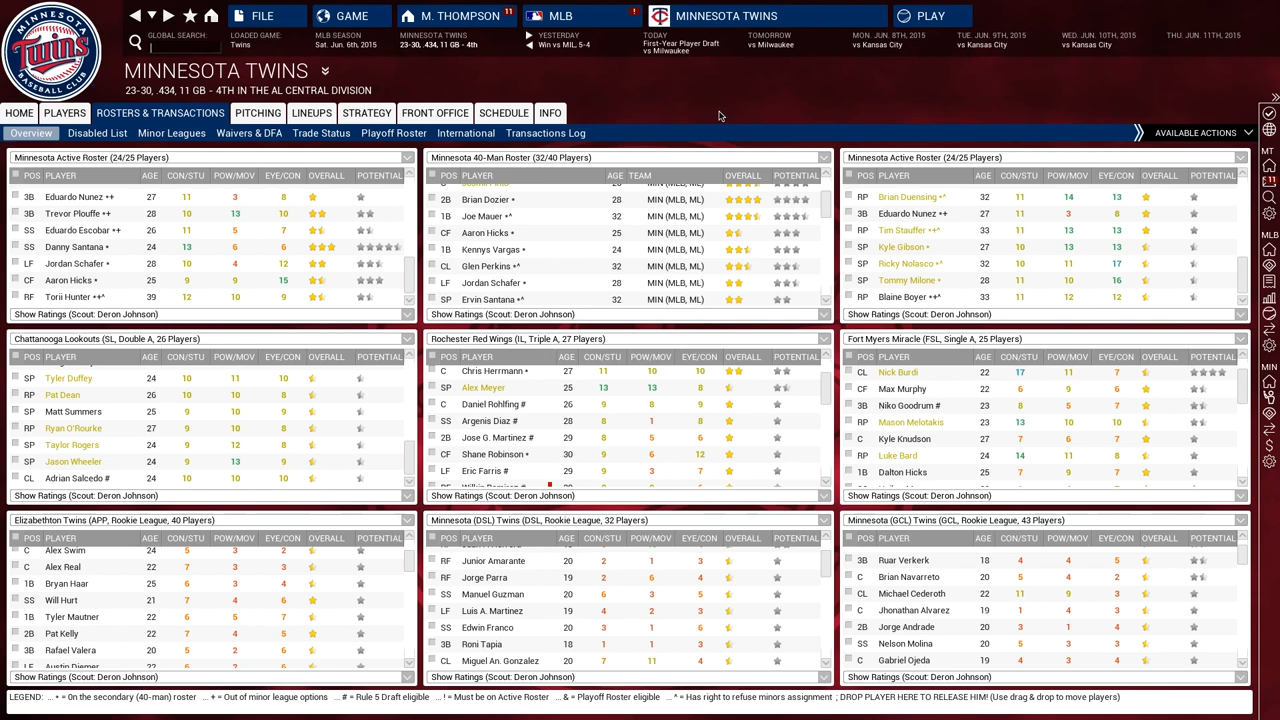 MINNESOTA
Twins
BASEBALL CLUB
FILE
GAME
M. THOMPSON 11
MLB !
MINNESOTA TWINS
PLAY
GLOBAL SEARCH:
LOADED GAME:
Twins
MLB SEASON
Sat. Jun. 6th, 2015
MINNESOTA TWINS
23-30, .434, 11 GB - 4th
YESTERDAY
Win vs MIL, 5-4
TODAY
First-Year Player Draft
vs Milwaukee
TOMORROW
vs Milwaukee
MON. JUN. 8TH, 2015
vs Kansas City
TUE. JUN. 9TH, 2015
vs Kansas City
WED. JUN. 10TH, 2015
vs Kansas City
THU. JUN. 11TH, 2015
MINNESOTA TWINS
23-30, .434, 11 GB - 4TH IN THE AL CENTRAL DIVISION
HOME PLAYERS ROSTERS & TRANSACTIONS PITCHING LINEUPS STRATEGY FRONT OFFICE SCHEDULE INFO
Overview Disabled List Minor Leagues Waivers & DFA Trade Status Playoff Roster International Transactions Log AVAILABLE ACTIONS
Minnesota Active Roster (24/25 Players)
POS PLAYER AGE CON/STU POW/MOV EYE/CON OVERALL POTENTIAL
3B Eduardo Nunez *+ 27 11 3 8
3B Trevor Plouffe *+ 28 10 13 10
SS Eduardo Escobar *+ 26 11 5 7
SS Danny Santana * 24 13 6 6
LF Jordan Schafer * 28 10 4 12
CF Aaron Hicks * 25 9 9 15
RF Torii Hunter *+^ 39 12 10 9
Show Ratings (Scout: Deron Johnson)
Minnesota 40-Man Roster (32/40 Players)
POS PLAYER AGE TEAM OVERALL POTENTIAL
2B Brian Dozier * 28 MIN (MLB, ML)
1B Joe Mauer *^ 32 MIN (MLB, ML)
CF Aaron Hicks * 25 MIN (MLB, ML)
1B Kennys Vargas * 24 MIN (MLB, ML)
CL Glen Perkins *^ 32 MIN (MLB, ML)
LF Jordan Schafer * 28 MIN (MLB, ML)
SP Ervin Santana * 32 MIN (MLB, ML)
Show Ratings (Scout: Deron Johnson)
Minnesota Active Roster (24/25 Players)
POS PLAYER AGE CON/STU POW/MOV EYE/CON OVERALL POTENTIAL
RP Brian Duensing *^ 32 11 14 13
3B Eduardo Nunez *+ 27 11 3 8
RP Tim Stauffer *+^ 33 11 13 13
SP Kyle Gibson * 27 10 13 13
SP Ricky Nolasco *^ 32 10 11 17
SP Tommy Milone * 28 11 10 16
RP Blaine Boyer *+^ 33 11 12 12
Show Ratings (Scout: Deron Johnson)
Chattanooga Lookouts (SL, Double A, 26 Players)
POS PLAYER AGE CON/STU POW/MOV EYE/CON OVERALL POTENTIAL
SP Tyler Duffey 24 10 11 10
RP Pat Dean 26 10 10 8
SP Matt Summers 25 9 10 9
RP Ryan O'Rourke 27 9 10 8
SP Taylor Rogers 24 9 12 8
SP Jason Wheeler 24 9 13 9
CL Adrian Salcedo # 24 10 10 10
Show Ratings (Scout: Deron Johnson)
Rochester Red Wings (IL, Triple A, 27 Players)
POS PLAYER AGE CON/STU POW/MOV EYE/CON OVERALL POTENTIAL
C Chris Herrmann * 27 11 10 10
SP Alex Meyer 25 13 13 8
C Daniel Rohlfing # 26 9 8 9
SS Argenis Diaz # 28 8 1 8
2B Jose G. Martinez # 29 8 5 6
CF Shane Robinson * 30 9 6 12
LF Eric Farris # 29 9 3 7
Show Ratings (Scout: Deron Johnson)
Fort Myers Miracle (FSL, Single A, 25 Players)
POS PLAYER AGE CON/STU POW/MOV EYE/CON OVERALL POTENTIAL
CL Nick Burdi 22 17 11 7
CF Max Murphy 22 6 9 6
3B Niko Goodrum # 23 8 5 7
RP Mason Melotakis 23 13 10 10
C Kyle Knudson 27 7 6 7
RP Luke Bard 24 14 11 8
1B Dalton Hicks 25 7 9 7
Show Ratings (Scout: Deron Johnson)
Elizabethton Twins (APP, Rookie League, 40 Players)
POS PLAYER AGE CON/STU POW/MOV EYE/CON OVERALL POTENTIAL
C Alex Swim 24 5 3 2
C Alex Real 22 7 3 3
1B Bryan Haar 25 6 3 4
SS Will Hurt 21 7 4 6
1B Tyler Mautner 22 6 5 7
2B Pat Kelly 22 7 4 5
3B Rafael Valera 20 5 2 6
LF Austin Diemer 22 6 2 6
Show Ratings (Scout: Deron Johnson)
Minnesota (DSL) Twins (DSL, Rookie League, 32 Players)
POS PLAYER AGE CON/STU POW/MOV EYE/CON OVERALL POTENTIAL
RF Junior Amarante 20 2 1 3
RF Jorge Parra 19 2 6 4
SS Manuel Guzman 20 6 3 5
LF Luis A. Martinez 19 4 2 3
SS Edwin Franco 20 3 1 6
3B Roni Tapia 18 1 1 3
CL Miguel An. Gonzalez 20 7 11 4
Show Ratings (Scout: Deron Johnson)
Minnesota (GCL) Twins (GCL, Rookie League, 43 Players)
POS PLAYER AGE CON/STU POW/MOV EYE/CON OVERALL POTENTIAL
3B Ruar Verkerk 18 4 4 5
C Brian Navarreto 20 5 4 2
CL Michael Cederoth 22 11 9 3
C Jhonathan Alvarez 19 1 4 3
2B Jorge Andrade 20 3 1 4
SS Nelson Molina 20 5 3 3
C Gabriel Ojeda 19 4 3 4
Show Ratings (Scout: Deron Johnson)
MT
11
MLB
MIN
LEGEND: ... * = On the secondary (40-man) roster ... + = Out of minor league options ... # = Rule 5 Draft eligible ... ! = Must be on Active Roster ... & = Playoff Roster eligible ... ^ = Has right to refuse minors assignment ; DROP PLAYER HERE TO RELEASE HIM! (Use drag & drop to move players)